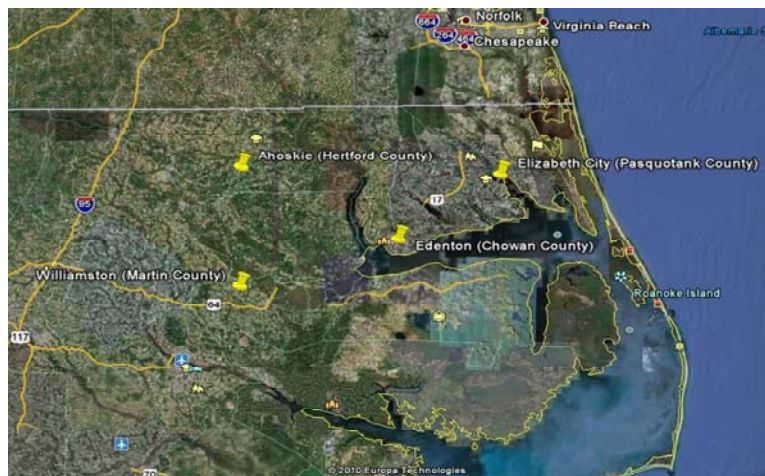 Norfolk
664
264
464
Virginia Beach
Chesapeake
Ahoskie (Hertford County)
Elizabeth City (Pasquotank County)
95
17
Edenton (Chowan County)
Williamston (Martin County)
64
Roanoke Island
117
70
© 2010 Europa Technologies